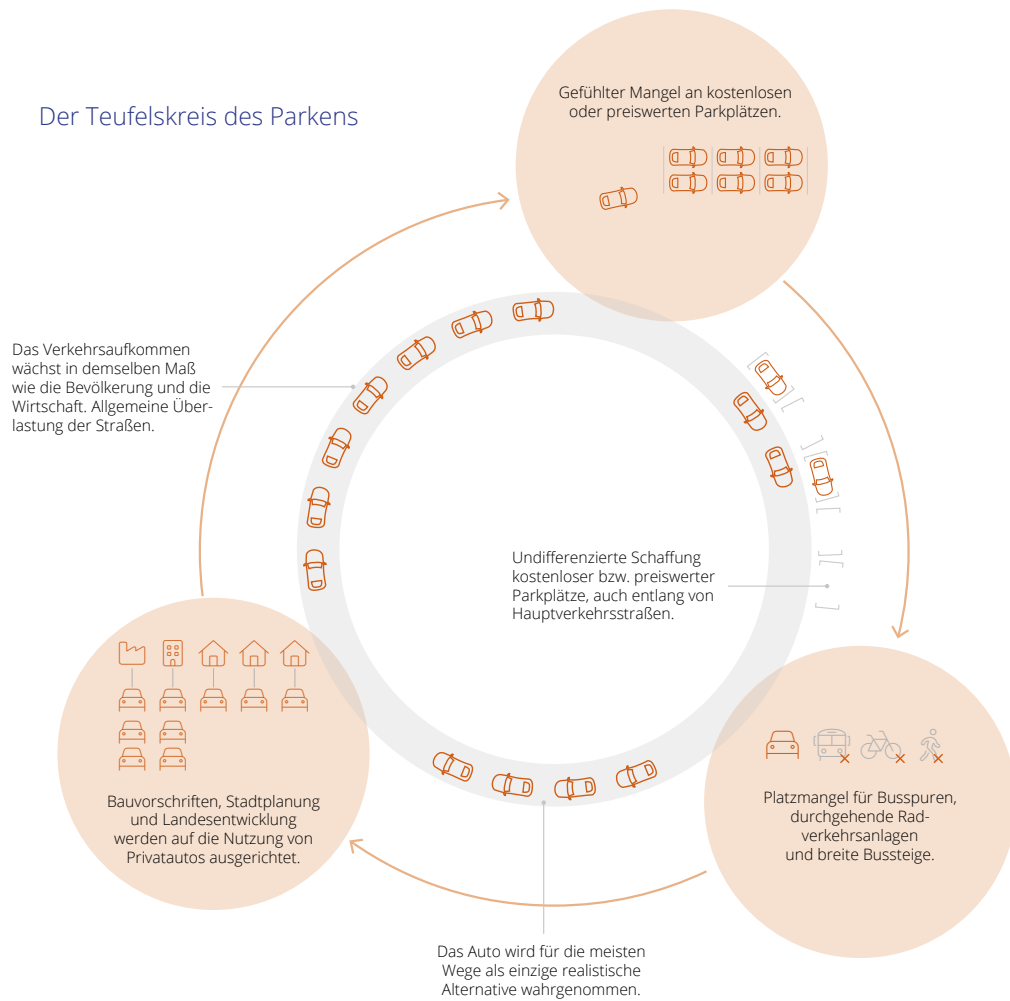 Der Teufelskreis des Parkens
Gefühlter Mangel an kostenlosen
oder preiswerten Parkplätzen.
Das Verkehrsaufkommen
wächst in demselben Maß
wie die Bevölkerung und die
Wirtschaft. Allgemeine Über-
lastung der Straßen.
Undifferenzierte Schaffung
kostenloser bzw. preiswerter
Parkplätze, auch entlang von
Hauptverkehrsstraßen.
Bauvorschriften, Stadtplanung
und Landesentwicklung
werden auf die Nutzung von
Privatautos ausgerichtet.
Platzmangel für Busspuren,
durchgehende Rad-
verkehrsanlagen
und breite Bussteige.
Das Auto wird für die meisten
Wege als einzige realistische
Alternative wahrgenommen.